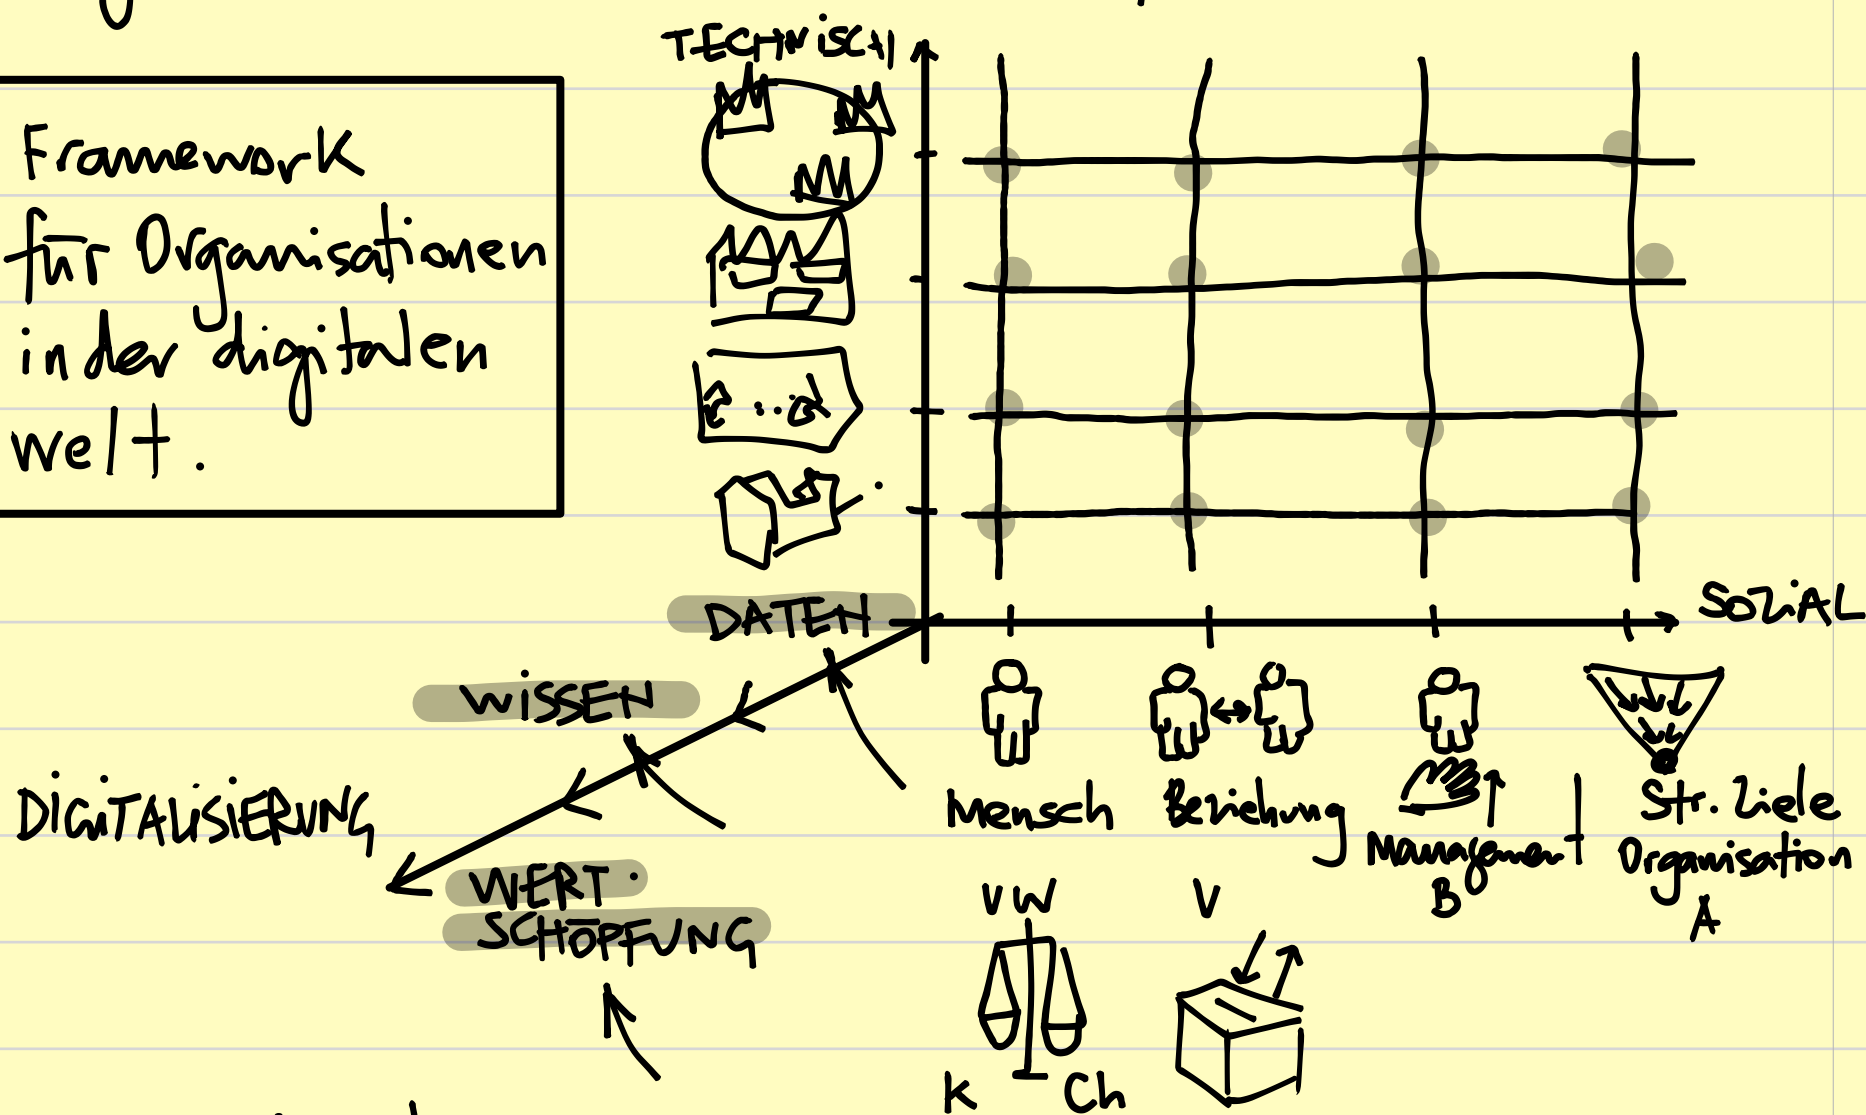 TECHNISCH
Framework
für Organisationen
in der digitalen
welt.
SOZIAL
DATEN
WISSEN
DIGITALISIERUNG
WERT.
SCHÖPFUNG
Mensch
Beziehung
Management
B
Str. Ziele
Organisation
A
VW
V
K
Ch